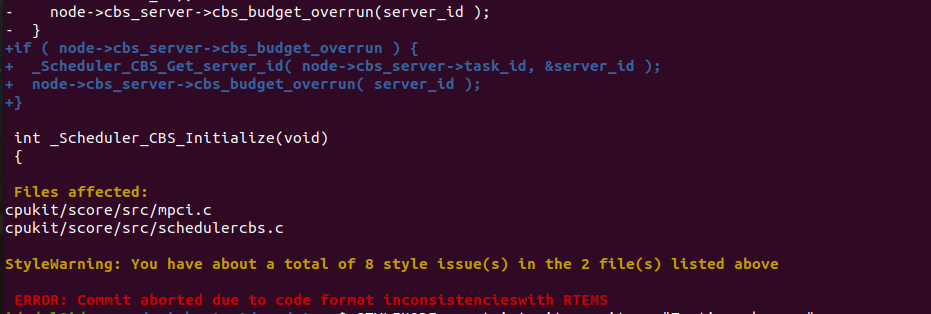 -     node->cbs_server->cbs_budget_overrun(server_id );
-   }
+if ( node->cbs_server->cbs_budget_overrun ) {
+  _Scheduler_CBS_Get_server_id( node->cbs_server->task_id, &server_id );
+  node->cbs_server->cbs_budget_overrun( server_id );
+}
int _Scheduler_CBS_Initialize(void)
{
Files affected:
cpukit/score/src/mpci.c
cpukit/score/src/schedulercbs.c
StyleWarning: You have about a total of 8 style issue(s) in the 2 file(s) listed above
ERROR: Commit aborted due to code format inconsistencieswith RTEMS